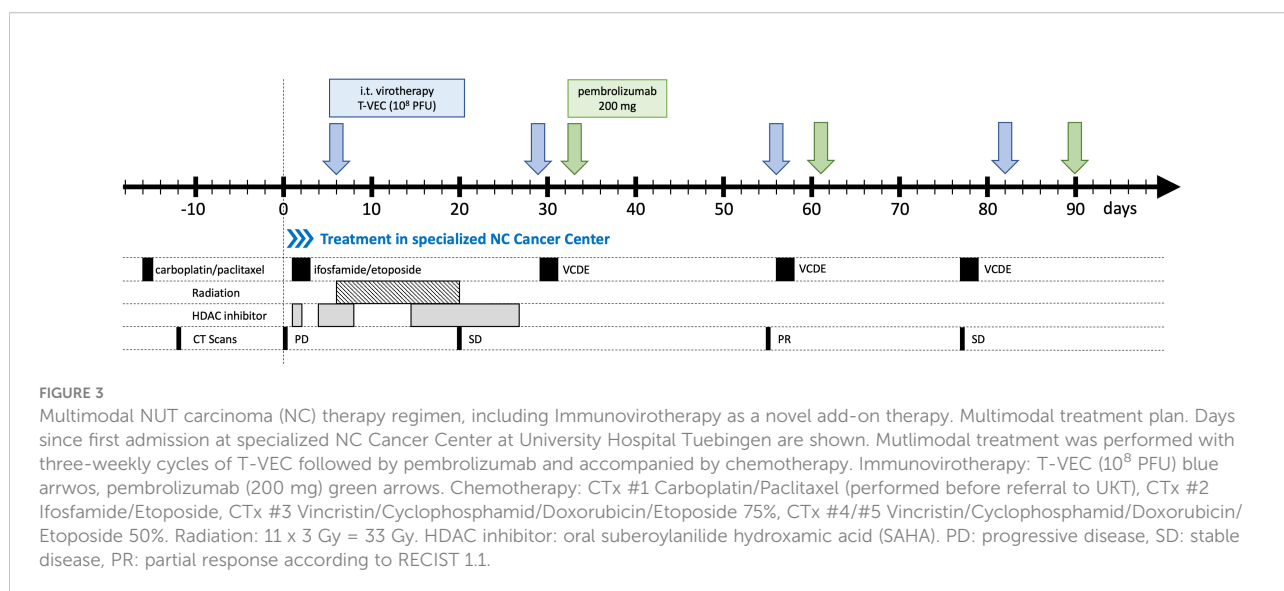 i.t. virotherapy
T-VEC (10⁸ PFU)
pembrolizumab
200 mg
-10 0 10 20 30 40 50 60 70 80 90 days
Treatment in specialized NC Cancer Center
carboplatin/paclitaxel ifosfamide/etoposide VCDE VCDE VCDE
Radiation
HDAC inhibitor
CT Scans PD SD PR SD
FIGURE 3
Multimodal NUT carcinoma (NC) therapy regimen, including Immunovirotherapy as a novel add-on therapy. Multimodal treatment plan. Days
since first admission at specialized NC Cancer Center at University Hospital Tuebingen are shown. Mutlimodal treatment was performed with
three-weekly cycles of T-VEC followed by pembrolizumab and accompanied by chemotherapy. Immunovirotherapy: T-VEC (10⁸ PFU) blue
arrwos, pembrolizumab (200 mg) green arrows. Chemotherapy: CTx #1 Carboplatin/Paclitaxel (performed before referral to UKT), CTx #2
Ifosfamide/Etoposide, CTx #3 Vincristin/Cyclophosphamid/Doxorubicin/Etoposide 75%, CTx #4/#5 Vincristin/Cyclophosphamid/Doxorubicin/
Etoposide 50%. Radiation: 11 x 3 Gy = 33 Gy. HDAC inhibitor: oral suberoylanilide hydroxamic acid (SAHA). PD: progressive disease, SD: stable
disease, PR: partial response according to RECIST 1.1.